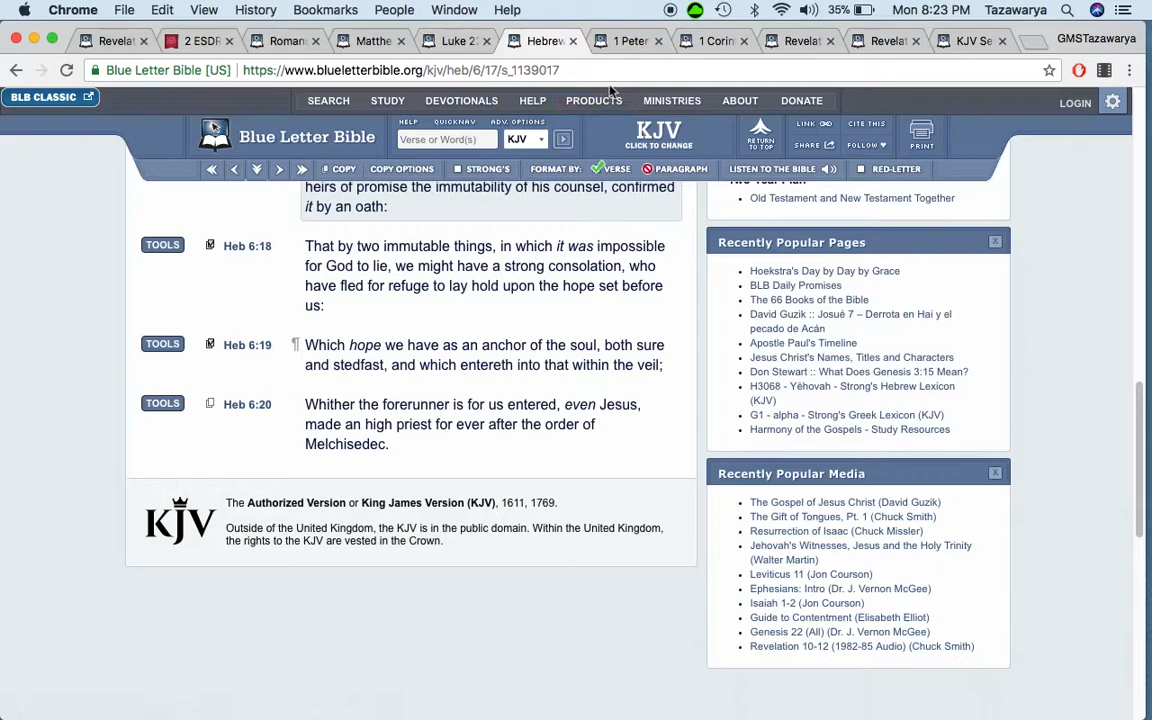 Chrome File Edit View History Bookmarks People Window Help 35% Mon 8:23 PM Tazawarya
Revelat 2 ESDR Roman Matthe Luke 22 Hebrew 1 Peter 1 Corin Revelat Revelat KJV Se GMSTazawarya
Blue Letter Bible [US] https://www.blueletterbible.org/kjv/heb/6/17/s_1139017
BLB CLASSIC SEARCH STUDY DEVOTIONALS HELP PRODUCTS MINISTRIES ABOUT DONATE LOGIN
HELP QUICKNAV ADV. OPTIONS
Blue Letter Bible Verse or Word(s) KJV
KJV
CLICK TO CHANGE
RETURN
TO TOP
LINK CITE THIS
SHARE FOLLOW PRINT
COPY COPY OPTIONS STRONG'S FORMAT BY: VERSE PARAGRAPH LISTEN TO THE BIBLE RED-LETTER
heirs of promise the immutability of his counsel, confirmed
it by an oath:
TOOLS Heb 6:18 That by two immutable things, in which it was impossible
for God to lie, we might have a strong consolation, who
have fled for refuge to lay hold upon the hope set before
us:
TOOLS Heb 6:19 ¶ Which hope we have as an anchor of the soul, both sure
and stedfast, and which entereth into that within the veil;
TOOLS Heb 6:20 Whither the forerunner is for us entered, even Jesus,
made an high priest for ever after the order of
Melchisedec.
KJV
The Authorized Version or King James Version (KJV), 1611, 1769.
Outside of the United Kingdom, the KJV is in the public domain. Within the United Kingdom,
the rights to the KJV are vested in the Crown.
Old Testament and New Testament Together
Recently Popular Pages
Hoekstra's Day by Day by Grace
BLB Daily Promises
The 66 Books of the Bible
David Guzik :: Josué 7 – Derrota en Hai y el
pecado de Acán
Apostle Paul's Timeline
Jesus Christ's Names, Titles and Characters
Don Stewart :: What Does Genesis 3:15 Mean?
H3068 - Yĕhovah - Strong's Hebrew Lexicon
(KJV)
G1 - alpha - Strong's Greek Lexicon (KJV)
Harmony of the Gospels - Study Resources
Recently Popular Media
The Gospel of Jesus Christ (David Guzik)
The Gift of Tongues, Pt. 1 (Chuck Smith)
Resurrection of Isaac (Chuck Missler)
Jehovah's Witnesses, Jesus and the Holy Trinity
(Walter Martin)
Leviticus 11 (Jon Courson)
Ephesians: Intro (Dr. J. Vernon McGee)
Isaiah 1-2 (Jon Courson)
Guide to Contentment (Elisabeth Elliot)
Genesis 22 (All) (Dr. J. Vernon McGee)
Revelation 10-12 (1982-85 Audio) (Chuck Smith)